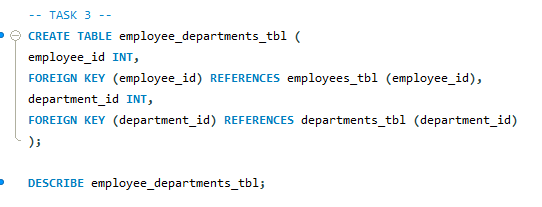 -- TASK 3 --
CREATE TABLE employee_departments_tbl (
employee_id INT,
FOREIGN KEY (employee_id) REFERENCES employees_tbl (employee_id),
department_id INT,
FOREIGN KEY (department_id) REFERENCES departments_tbl (department_id)
);
DESCRIBE employee_departments_tbl;